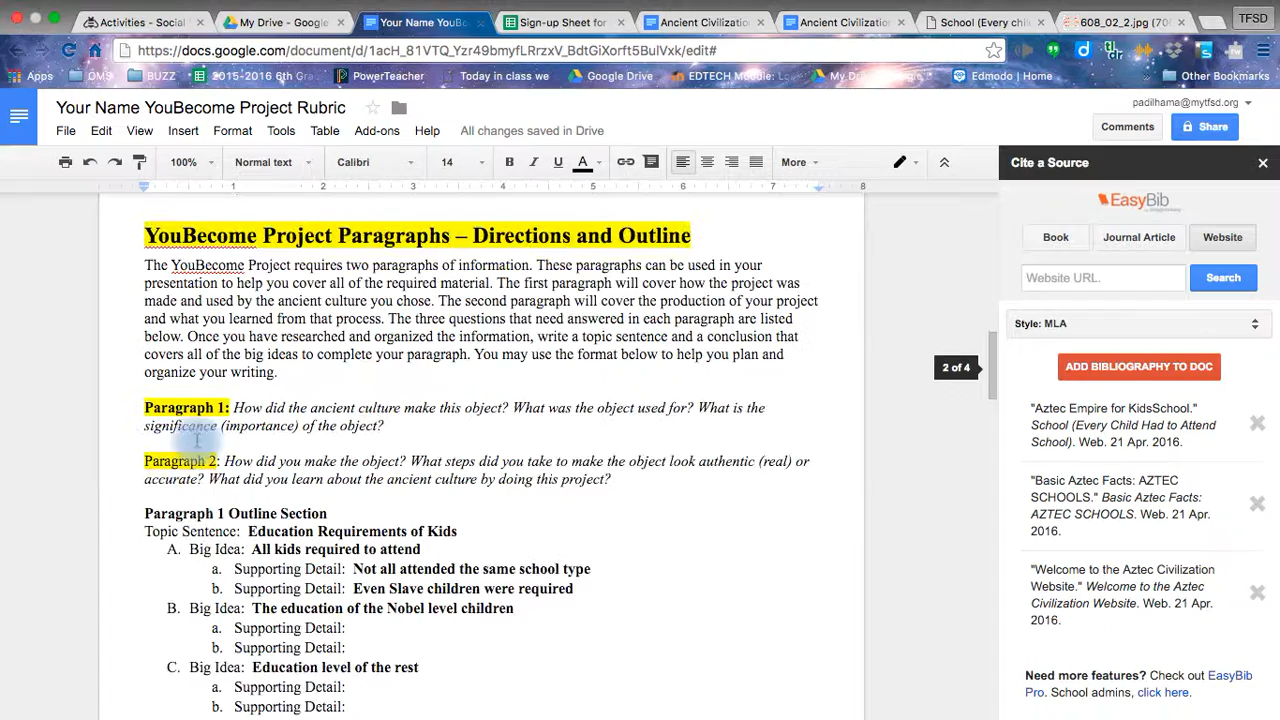 Activities - Social
My Drive - Google
Your Name YouBe
Sign-up Sheet for
Ancient Civilizatio
Ancient Civilization
School (Every chi
608_02_2.jpg (70
TFSD
https://docs.google.com/document/d/1acH_81VTQ_Yzr49bmyfLRrzxV_BdtGiXorft5BulVxk/edit#
Apps
OMS
BUZZ
2015-2016 6th Gra
PowerTeacher
Today in class we
Google Drive
EDTECH Moodle: Lo
My Dri
Edmodo | Home
»
Other Bookmarks
Your Name YouBecome Project Rubric
padilhama@mytfsd.org
File Edit View Insert Format Tools Table Add-ons Help All changes saved in Drive
Comments
Share
100% Normal text Calibri 14 B I U A More
Cite a Source
1 2 3 4 5 6 7 8
EasyBib
Book Journal Article Website
Website URL.
Search
Style: MLA
ADD BIBLIOGRAPHY TO DOC
"Aztec Empire for KidsSchool."
School (Every Child Had to Attend
School). Web. 21 Apr. 2016.
"Basic Aztec Facts: AZTEC
SCHOOLS." Basic Aztec Facts:
AZTEC SCHOOLS. Web. 21 Apr.
2016.
"Welcome to the Aztec Civilization
Website." Welcome to the Aztec
Civilization Website. Web. 21 Apr.
2016.
Need more features? Check out EasyBib
Pro. School admins, click here.
YouBecome Project Paragraphs – Directions and Outline
The YouBecome Project requires two paragraphs of information. These paragraphs can be used in your
presentation to help you cover all of the required material. The first paragraph will cover how the project was
made and used by the ancient culture you chose. The second paragraph will cover the production of your project
and what you learned from that process. The three questions that need answered in each paragraph are listed
below. Once you have researched and organized the information, write a topic sentence and a conclusion that
covers all of the big ideas to complete your paragraph. You may use the format below to help you plan and
organize your writing.
2 of 4
Paragraph 1: How did the ancient culture make this object? What was the object used for? What is the
significance (importance) of the object?
Paragraph 2: How did you make the object? What steps did you take to make the object look authentic (real) or
accurate? What did you learn about the ancient culture by doing this project?
Paragraph 1 Outline Section
Topic Sentence: Education Requirements of Kids
A. Big Idea: All kids required to attend
a. Supporting Detail: Not all attended the same school type
b. Supporting Detail: Even Slave children were required
B. Big Idea: The education of the Nobel level children
a. Supporting Detail:
b. Supporting Detail:
C. Big Idea: Education level of the rest
a. Supporting Detail:
b. Supporting Detail: